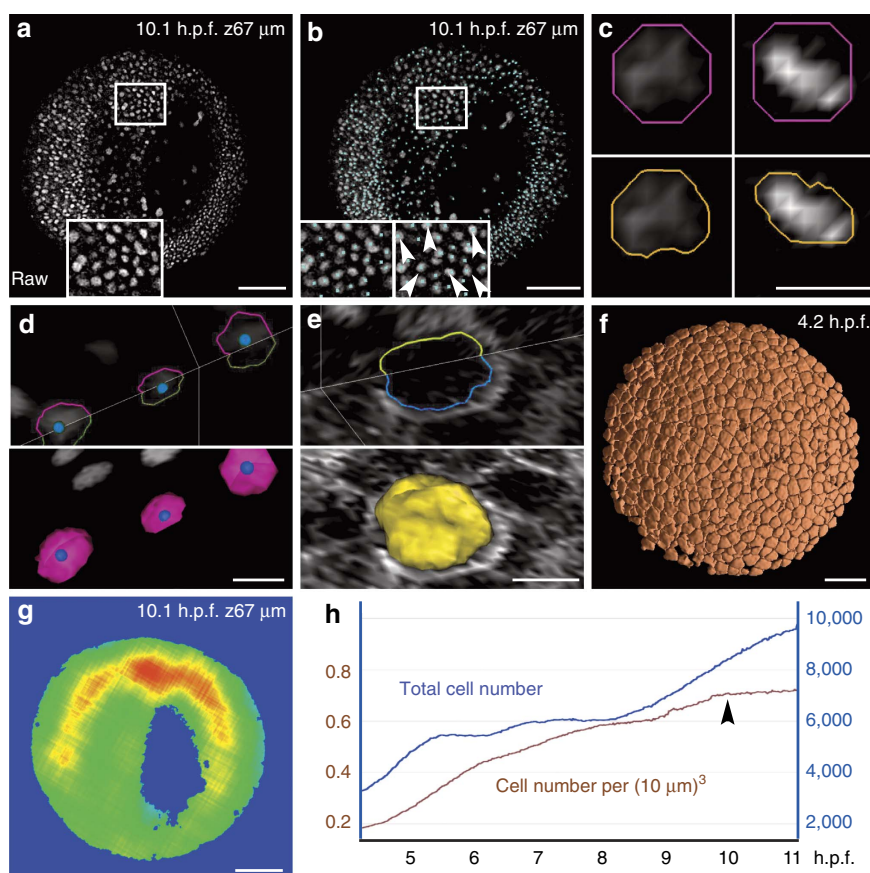 a
10.1 h.p.f. z67 μm
Raw
b
10.1 h.p.f. z67 μm
c
d
e
f
4.2 h.p.f.
g
10.1 h.p.f. z67 μm
h
10,000
0.8
8,000
Total cell number
0.6
6,000
0.4
Cell number per (10 μm)³
4,000
0.2
2,000
5 6 7 8 9 10 11 h.p.f.